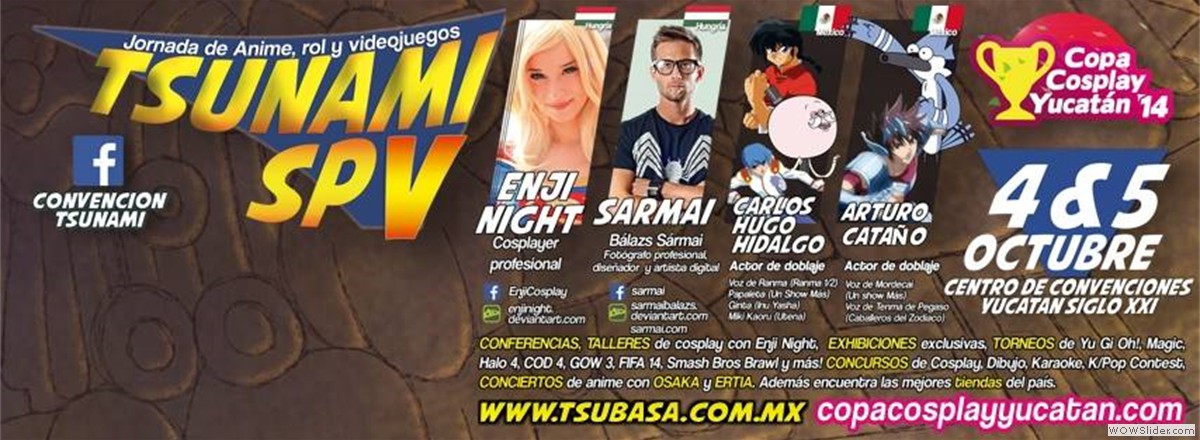 Jornada de Anime, rol y videojuegos
TSUNAMI
SPV
f
CONVENCION
TSUNAMI
Hungría
ENJI
NIGHT
Cosplayer
profesional
EnjiCosplay
enjinight.
deviantart.com
Hungría
SARMAI
Bálazs Sármai
Fotógrafo profesional,
diseñador y artista digital
sarmai
sarmaibalazs.
deviantart.com
sarmai.com
México
CARLOS
HUGO
HIDALGO
Actor de doblaje
Voz de Ranma (Ranma 1/2)
Papaleta (Un Show Más)
Ginta (Inu Yasha)
Miki Kaoru (Utena)
México
ARTURO
CATAÑO
Actor de doblaje
Voz de Mordecai
(Un show Más)
Voz de Tenma de Pegaso
(Caballeros del Zodiaco)
Copa
Cosplay
Yucatán '14
4&5
OCTUBRE
CENTRO DE CONVENCIONES
YUCATAN SIGLO XXI
CONFERENCIAS, TALLERES de cosplay con Enji Night, EXHIBICIONES exclusivas, TORNEOS de Yu Gi Oh!, Magic,
Halo 4, COD 4, GOW 3, FIFA 14, Smash Bros Brawl y más! CONCURSOS de Cosplay, Dibujo, Karaoke, K/Pop Contest,
CONCIERTOS de anime con OSAKA y ERTIA. Además encuentra las mejores tiendas del país.
WWW.TSUBASA.COM.MX copacosplayyucatan.com
WOWSlider.com